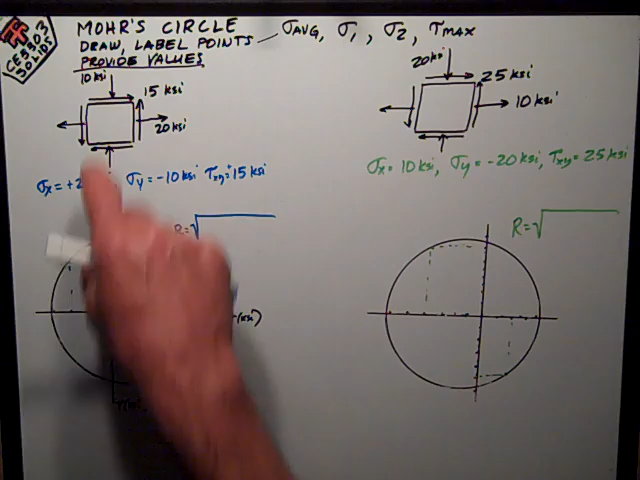 MOHR'S CIRCLE
DRAW, LABEL POINTS — σAVG, σ1, σ2, τMAX
PROVIDE VALUES
CES303
SOLIDS
10 ksi
15 ksi
20 ksi
σy = -10 ksi τxy = 15 ksi
R = √
(ksi)
20 ksi
25 ksi
10 ksi
σx = 10 ksi, σy = -20 ksi, τxy = 25 ksi
R = √